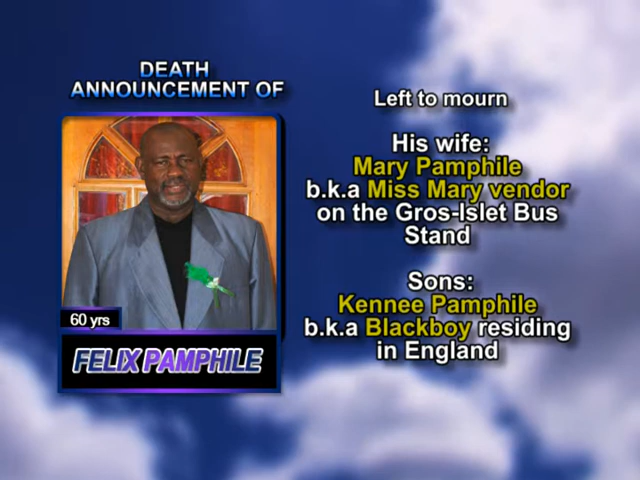 DEATH
ANNOUNCEMENT OF
60 yrs
FELIX PAMPHILE
Left to mourn
His wife:
Mary Pamphile
b.k.a Miss Mary vendor
on the Gros-Islet Bus
Stand
Sons:
Kennee Pamphile
b.k.a Blackboy residing
in England